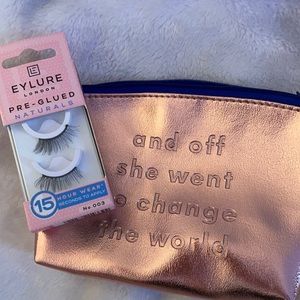 EYLURE
LONDON
PRE-GLUED
NATURALS
15 HOUR WEAR*
SECONDS TO APPLY
No. 003
and off
she went
o change
the world